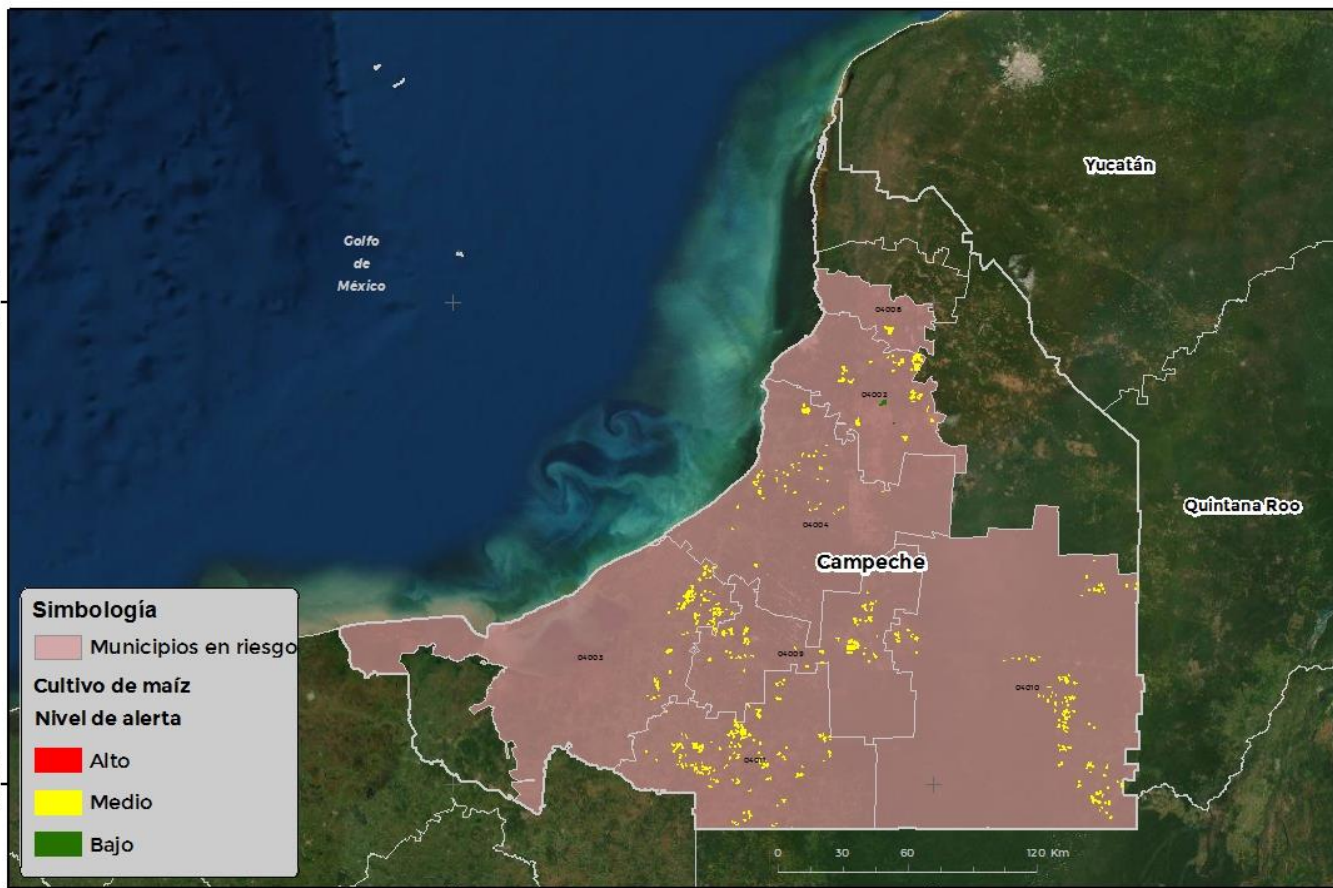 Yucatán
Golfo
de
México
04008
04002
Quintana Roo
04004
Campeche
04003
04009
04010
04011
Simbología
Municipios en riesgo
Cultivo de maíz
Nivel de alerta
Alto
Medio
Bajo
0 30 60 120 Km